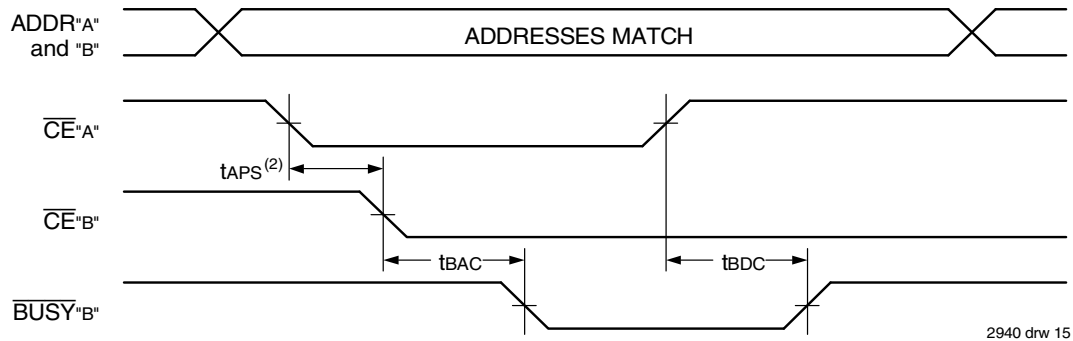 ADDR"A"
and "B"
ADDRESSES MATCH
CE"A"
tAPS(2)
CE"B"
tBAC
tBDC
BUSY"B"
2940 drw 15